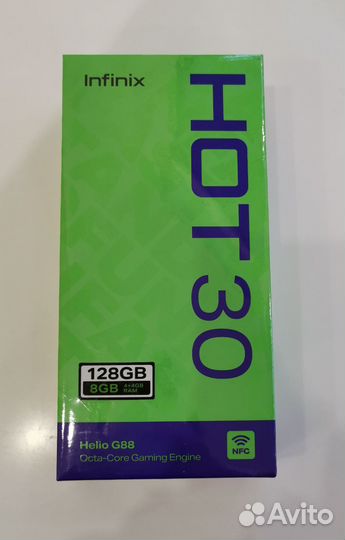 Infinix
HOT 30
128GB
8GB 4+4GB RAM
Helio G88
Octa-Core Gaming Engine
NFC
Avito